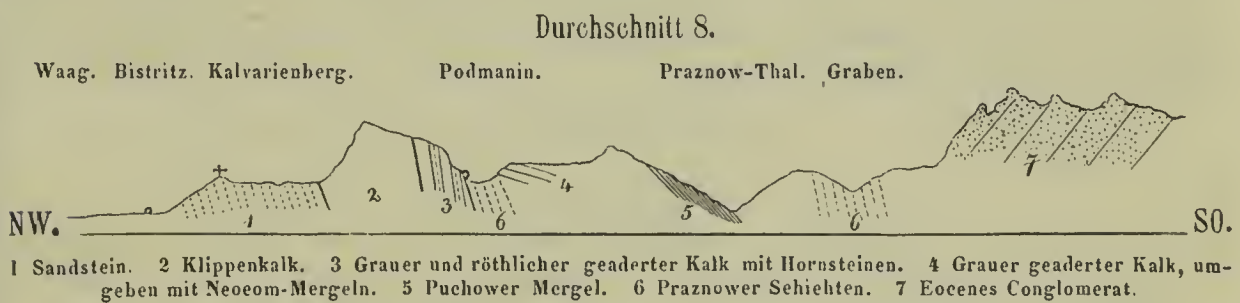 Durchschnitt 8.
Waag. Bistritz. Kalvarienberg. Podmanin. Praznow-Thal. Graben.
1 2 3 6 4 5 6 7
NW. SO.
1 Sandstein. 2 Klippenkalk. 3 Grauer und röthlicher geaderter Kalk mit Hornsteinen. 4 Grauer geaderter Kalk, um-
geben mit Neocom-Mergeln. 5 Puchower Mergel. 6 Praznower Schichten. 7 Eocenes Conglomerat.